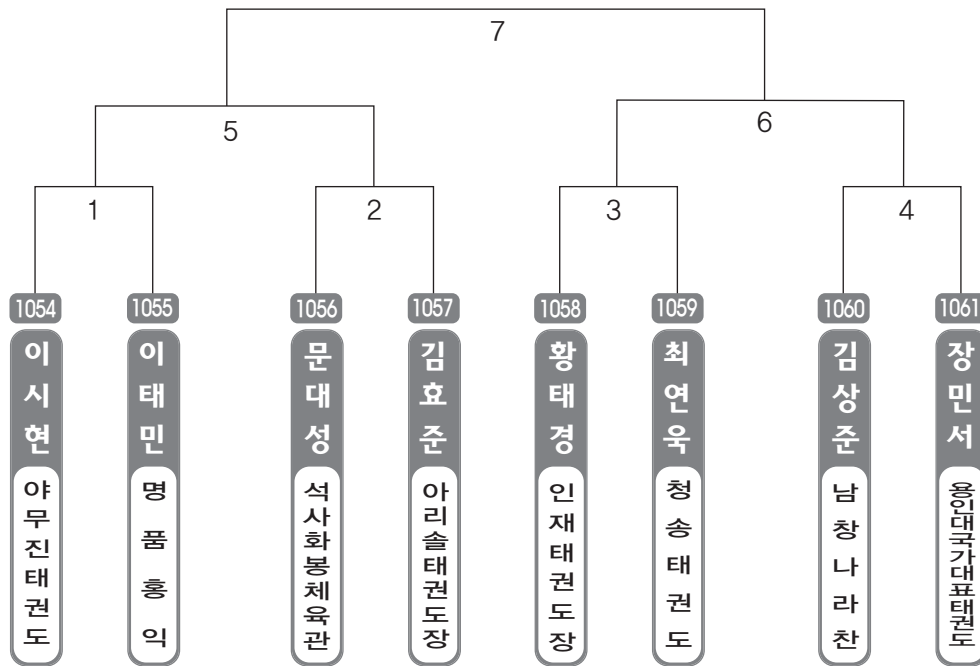 7
5
6
1
2
3
4
1054
1055
1056
1057
1058
1059
1060
1061
이시현
이태민
문대성
김효준
황태경
최연욱
김상준
장민서
야무진태권도
명품홍익
석사화봉체육관
아리솔태권도장
인재태권도장
청송태권도
남창나라찬
용인대국가대표태권도